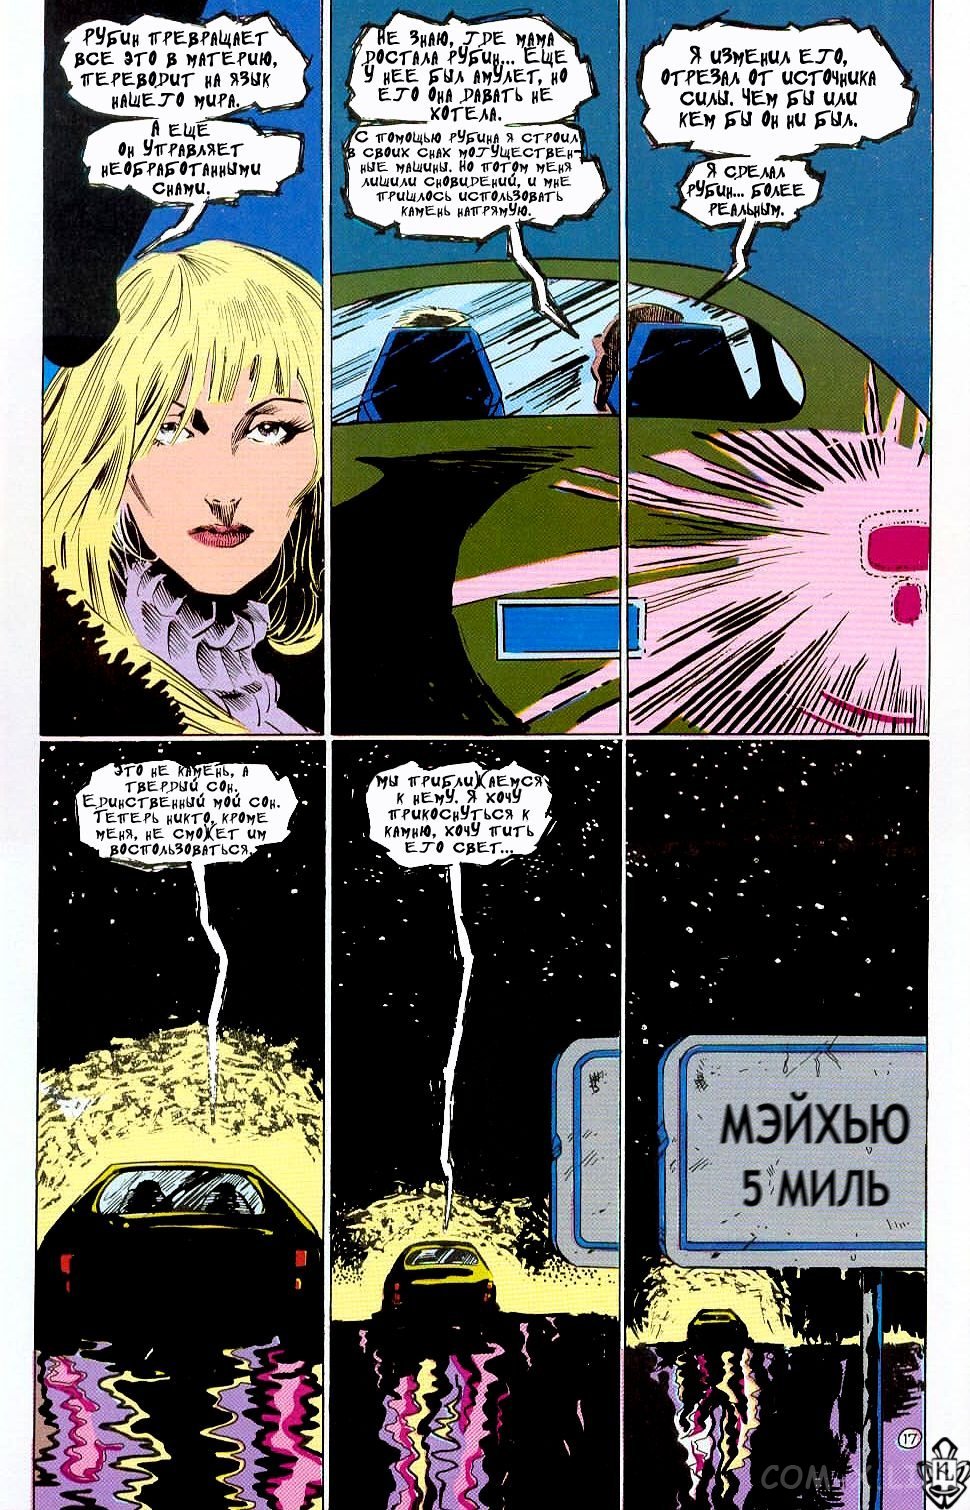 РУБИН ПРЕВРАЩАЕТ
ВСЕ ЭТО В МАТЕРИЮ,
ПЕРЕВОДИТ НА ЯЗЫК
НАШЕГО МИРА.
А ЕЩЕ
ОН УПРАВЛЯЕТ
НЕОБРАБОТАННЫМИ
СНАМИ.
НЕ ЗНАЮ, ГДЕ МАМА
ДОСТАЛА РУБИН... ЕЩЕ
У НЕЕ БЫЛ АМУЛЕТ, НО
ЕГО ОНА ДАВАТЬ НЕ
ХОТЕЛА.
С ПОМОЩЬЮ РУБИНА Я СТРОИЛ
В СВОИХ СНАХ МОГУЩЕСТВЕН-
НЫЕ МАШИНЫ. НО ПОТОМ МЕНЯ
ЛИШИЛИ СНОВИДЕНИЙ, И МНЕ
ПРИШЛОСЬ ИСПОЛЬЗОВАТЬ
КАМЕНЬ НАПРЯМУЮ.
Я ИЗМЕНИЛ ЕГО,
ОТРЕЗАЛ ОТ ИСТОЧНИКА
СИЛЫ. ЧЕМ БЫ ИЛИ
КЕМ БЫ ОН НИ БЫЛ.
Я СДЕЛАЛ
РУБИН... БОЛЕЕ
РЕАЛЬНЫМ.
ЭТО НЕ КАМЕНЬ, А
ТВЕРДЫЙ СОН.
ЕДИНСТВЕННЫЙ МОЙ СОН.
ТЕПЕРЬ НИКТО, КРОМЕ
МЕНЯ, НЕ СМОЖЕТ ИМ
ВОСПОЛЬЗОВАТЬСЯ.
МЫ ПРИБЛИЖАЕМСЯ
К НЕМУ. Я ХОЧУ
ПРИКОСНУТЬСЯ К
КАМНЮ, ХОЧУ ПИТЬ
ЕГО СВЕТ...
МЭЙХЬЮ
5 МИЛЬ
17